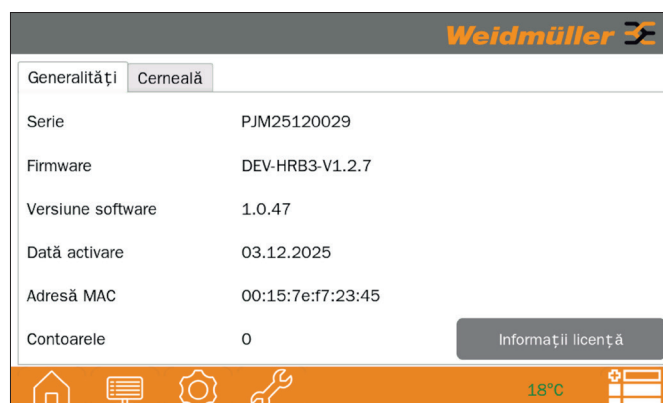 Weidmüller
Generalități Cerneală
Serie PJM25120029
Firmware DEV-HRB3-V1.2.7
Versiune software 1.0.47
Dată activare 03.12.2025
Adresă MAC 00:15:7e:f7:23:45
Contoarele 0 Informații licență
18°C